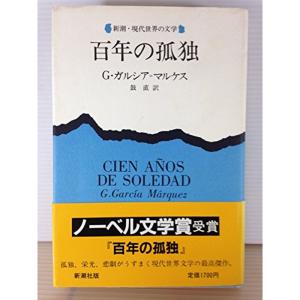 新潮・現代世界の文学
百年の孤独
G・ガルシア=マルケス
鼓 直 訳
CIEN AÑOS
DE SOLEDAD
G. García Márquez
ノーベル文学賞受賞
『百年の孤独』
孤独、栄光、悲劇がうずまく現代世界文学の最高傑作。
新潮社版
定価1700円